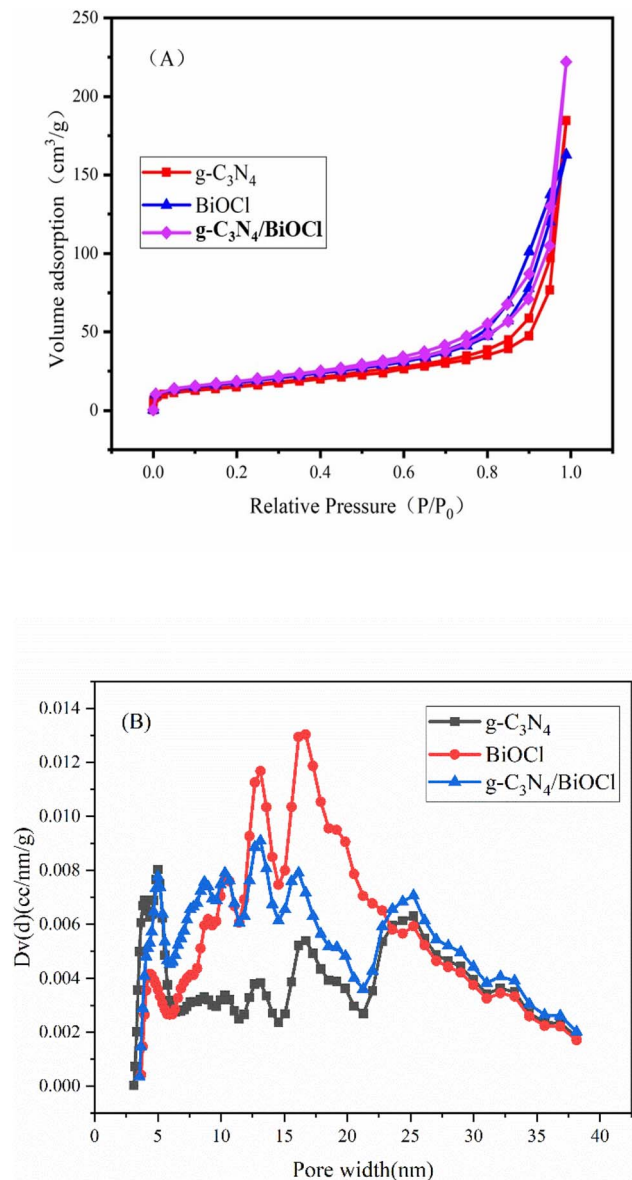 (A)
250
200
150
100
50
0
Volume adsorption（cm³/g）
g-C₃N₄
BiOCl
g-C₃N₄/BiOCl
0.0 0.2 0.4 0.6 0.8 1.0
Relative Pressure（P/P₀）
(B)
0.014
0.012
0.010
0.008
0.006
0.004
0.002
0.000
Dv(d)(cc/nm/g)
g-C₃N₄
BiOCl
g-C₃N₄/BiOCl
0 5 10 15 20 25 30 35 40
Pore width(nm)